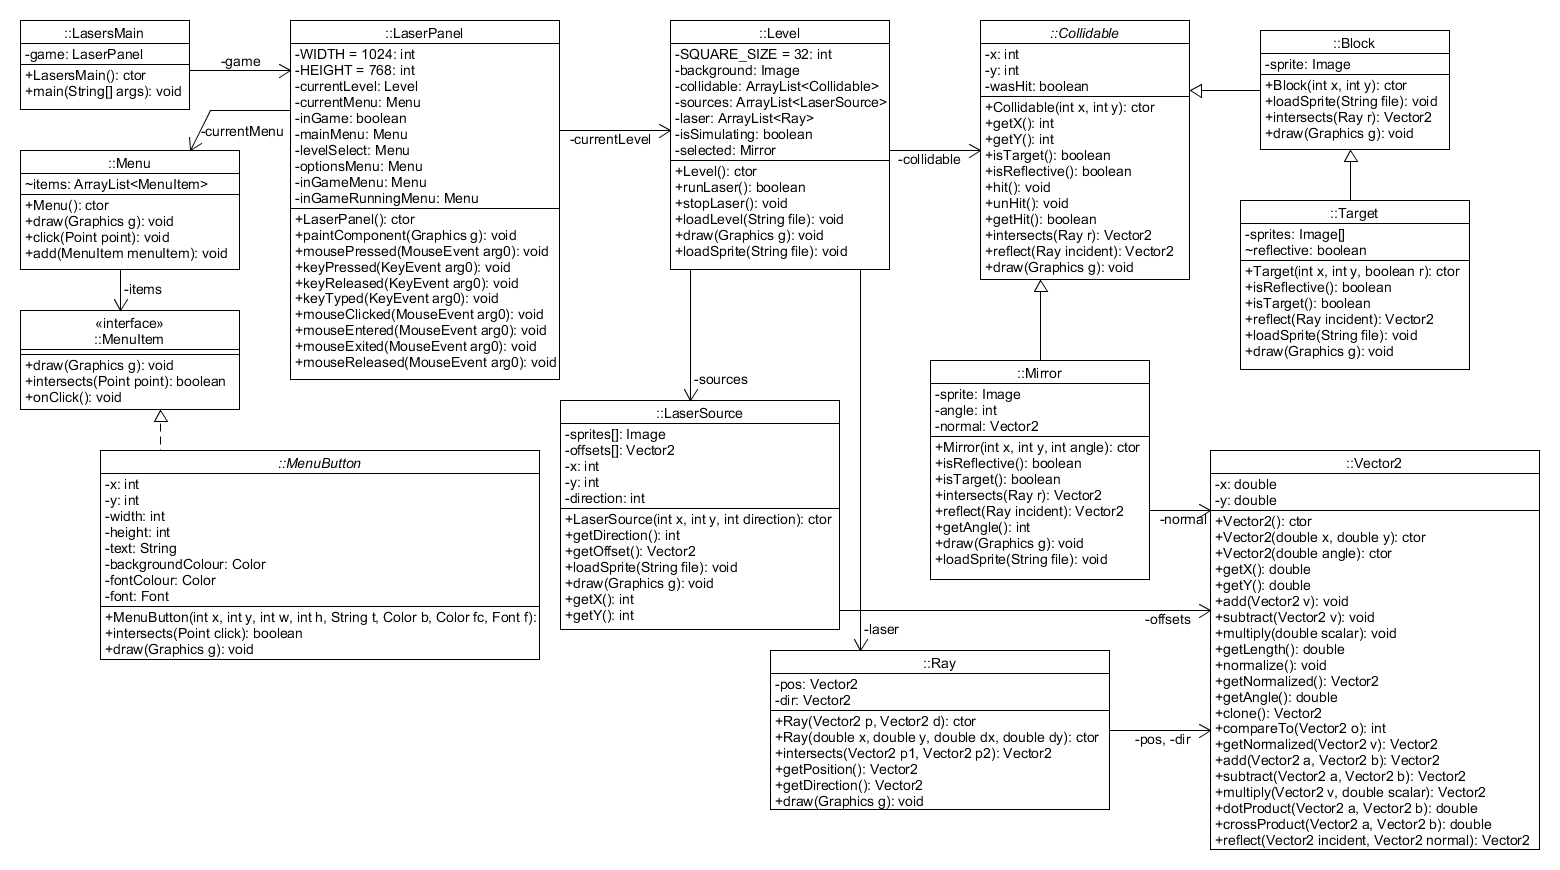 ::LasersMain
-game: LaserPanel
+LasersMain(): ctor
+main(String[] args): void
-game
::LaserPanel
-WIDTH = 1024: int
-HEIGHT = 768: int
-currentLevel: Level
-currentMenu: Menu
-inGame: boolean
-mainMenu: Menu
-levelSelect: Menu
-optionsMenu: Menu
-inGameMenu: Menu
-inGameRunningMenu: Menu
+LaserPanel(): ctor
+paintComponent(Graphics g): void
+mousePressed(MouseEvent arg0): void
+keyPressed(KeyEvent arg0): void
+keyReleased(KeyEvent arg0): void
+keyTyped(KeyEvent arg0): void
+mouseClicked(MouseEvent arg0): void
+mouseEntered(MouseEvent arg0): void
+mouseExited(MouseEvent arg0): void
+mouseReleased(MouseEvent arg0): void
-currentLevel
::Level
-SQUARE_SIZE = 32: int
-background: Image
-collidable: ArrayList<Collidable>
-sources: ArrayList<LaserSource>
-laser: ArrayList<Ray>
-isSimulating: boolean
-selected: Mirror
+Level(): ctor
+runLaser(): boolean
+stopLaser(): void
+loadLevel(String file): void
+draw(Graphics g): void
+loadSprite(String file): void
-collidable
::Collidable
-x: int
-y: int
-wasHit: boolean
+Collidable(int x, int y): ctor
+getX(): int
+getY(): int
+isTarget(): boolean
+isReflective(): boolean
+hit(): void
+unHit(): void
+getHit(): boolean
+intersects(Ray r): Vector2
+reflect(Ray incident): Vector2
+draw(Graphics g): void
::Block
-sprite: Image
+Block(int x, int y): ctor
+loadSprite(String file): void
+intersects(Ray r): Vector2
+draw(Graphics g): void
::Target
-sprites: Image[]
~reflective: boolean
+Target(int x, int y, boolean r): ctor
+isReflective(): boolean
+isTarget(): boolean
+reflect(Ray incident): Vector2
+loadSprite(String file): void
+draw(Graphics g): void
-currentMenu
::Menu
~items: ArrayList<MenuItem>
+Menu(): ctor
+draw(Graphics g): void
+click(Point point): void
+add(MenuItem menuItem): void
-items
«interface»
::MenuItem
+draw(Graphics g): void
+intersects(Point point): boolean
+onClick(): void
::MenuButton
-x: int
-y: int
-width: int
-height: int
-text: String
-backgroundColour: Color
-fontColour: Color
-font: Font
+MenuButton(int x, int y, int w, int h, String t, Color b, Color fc, Font f):
+intersects(Point click): boolean
+draw(Graphics g): void
-sources
::LaserSource
-sprites[]: Image
-offsets[]: Vector2
-x: int
-y: int
-direction: int
+LaserSource(int x, int y, int direction): ctor
+getDirection(): int
+getOffset(): Vector2
+loadSprite(String file): void
+draw(Graphics g): void
+getX(): int
+getY(): int
::Mirror
-sprite: Image
-angle: int
-normal: Vector2
+Mirror(int x, int y, int angle): ctor
+isReflective(): boolean
+isTarget(): boolean
+intersects(Ray r): Vector2
+reflect(Ray incident): Vector2
+getAngle(): int
+draw(Graphics g): void
+loadSprite(String file): void
-normal
-offsets
-laser
::Ray
-pos: Vector2
-dir: Vector2
+Ray(Vector2 p, Vector2 d): ctor
+Ray(double x, double y, double dx, double dy): ctor
+intersects(Vector2 p1, Vector2 p2): Vector2
+getPosition(): Vector2
+getDirection(): Vector2
+draw(Graphics g): void
-pos, -dir
::Vector2
-x: double
-y: double
+Vector2(): ctor
+Vector2(double x, double y): ctor
+Vector2(double angle): ctor
+getX(): double
+getY(): double
+add(Vector2 v): void
+subtract(Vector2 v): void
+multiply(double scalar): void
+getLength(): double
+normalize(): void
+getNormalized(): Vector2
+getAngle(): double
+clone(): Vector2
+compareTo(Vector2 o): int
+getNormalized(Vector2 v): Vector2
+add(Vector2 a, Vector2 b): Vector2
+subtract(Vector2 a, Vector2 b): Vector2
+multiply(Vector2 v, double scalar): Vector2
+dotProduct(Vector2 a, Vector2 b): double
+crossProduct(Vector2 a, Vector2 b): double
+reflect(Vector2 incident, Vector2 normal): Vector2